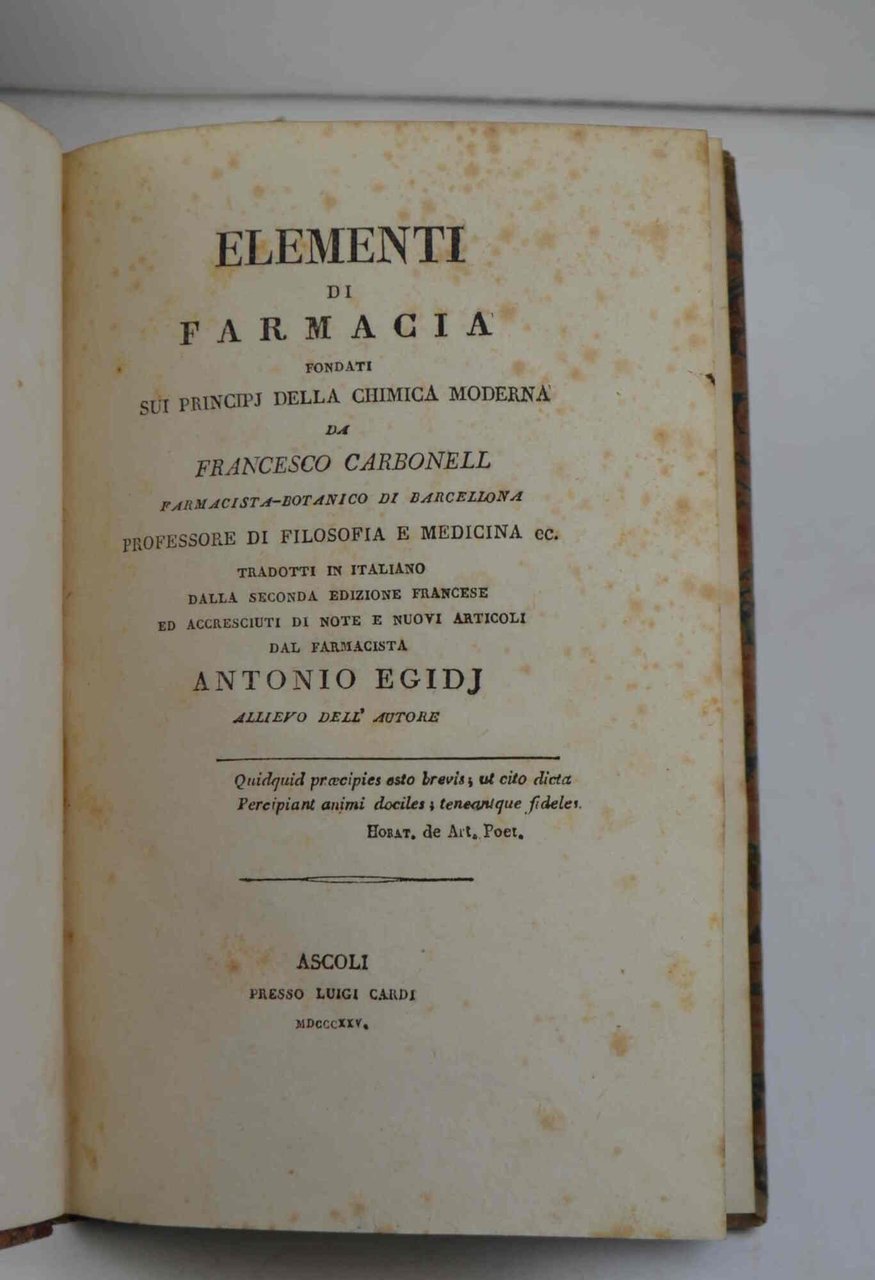 ELEMENTI
DI
FARMACIA
FONDATI
SUI PRINCIPJ DELLA CHIMICA MODERNA
DA
FRANCESCO CARBONELL
FARMACISTA-BOTANICO DI BARCELLONA
PROFESSORE DI FILOSOFIA E MEDICINA ec.
TRADOTTI IN ITALIANO
DALLA SECONDA EDIZIONE FRANCESE
ED ACCRESCIUTI DI NOTE E NUOVI ARTICOLI
DAL FARMACISTA
ANTONIO EGIDJ
ALLIEVO DELL' AUTORE
Quidquid præcipies esto brevis; ut cito dicta
Percipiant animi dociles; teneantque fideles.
HORAT. de Art. Poet.
ASCOLI
PRESSO LUIGI CARDI
MDCCCXXV.